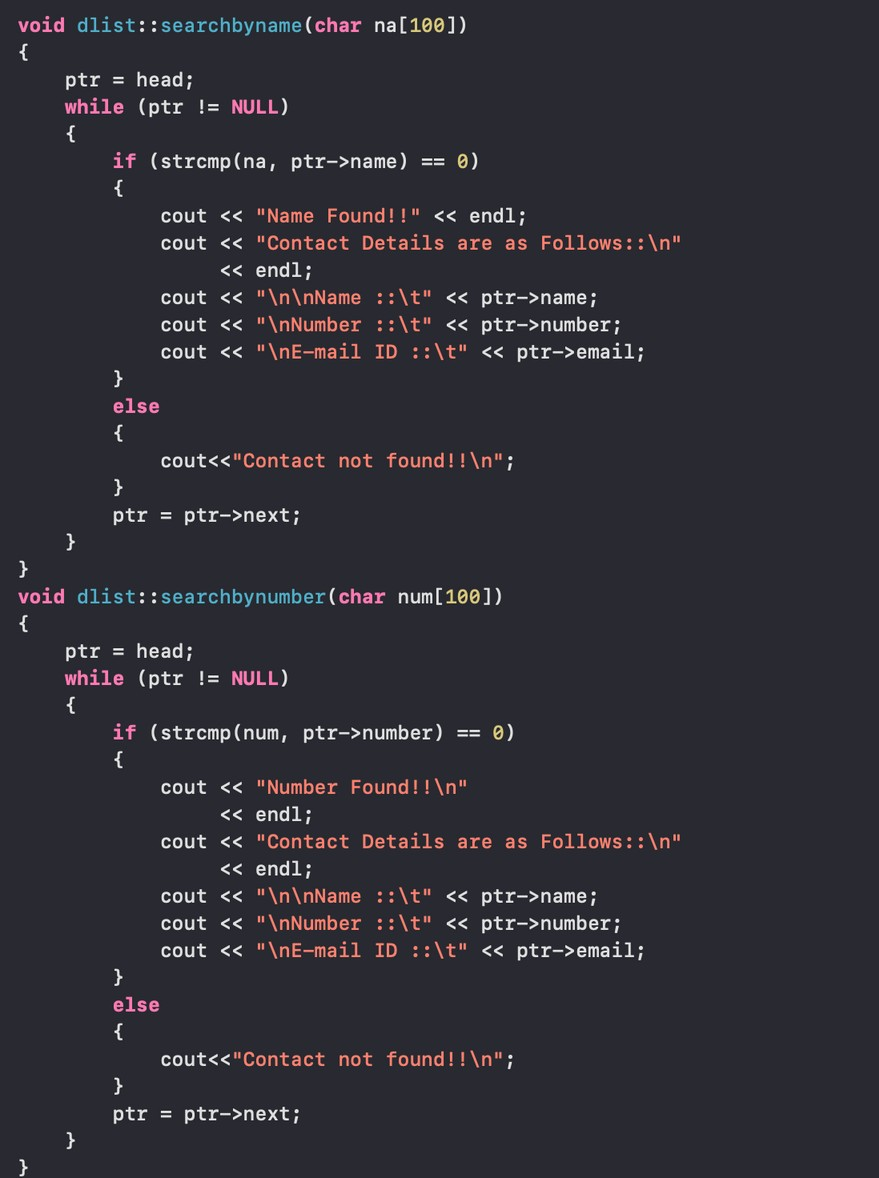 void dlist::searchbyname(char na[100])
{
    ptr = head;
    while (ptr != NULL)
    {
        if (strcmp(na, ptr->name) == 0)
        {
            cout << "Name Found!!" << endl;
            cout << "Contact Details are as Follows::\n"
                 << endl;
            cout << "\n\nName ::\t" << ptr->name;
            cout << "\nNumber ::\t" << ptr->number;
            cout << "\nE-mail ID ::\t" << ptr->email;
        }
        else
        {
            cout<<"Contact not found!!\n";
        }
        ptr = ptr->next;
    }
}
void dlist::searchbynumber(char num[100])
{
    ptr = head;
    while (ptr != NULL)
    {
        if (strcmp(num, ptr->number) == 0)
        {
            cout << "Number Found!!\n"
                 << endl;
            cout << "Contact Details are as Follows::\n"
                 << endl;
            cout << "\n\nName ::\t" << ptr->name;
            cout << "\nNumber ::\t" << ptr->number;
            cout << "\nE-mail ID ::\t" << ptr->email;
        }
        else
        {
            cout<<"Contact not found!!\n";
        }
        ptr = ptr->next;
    }
}